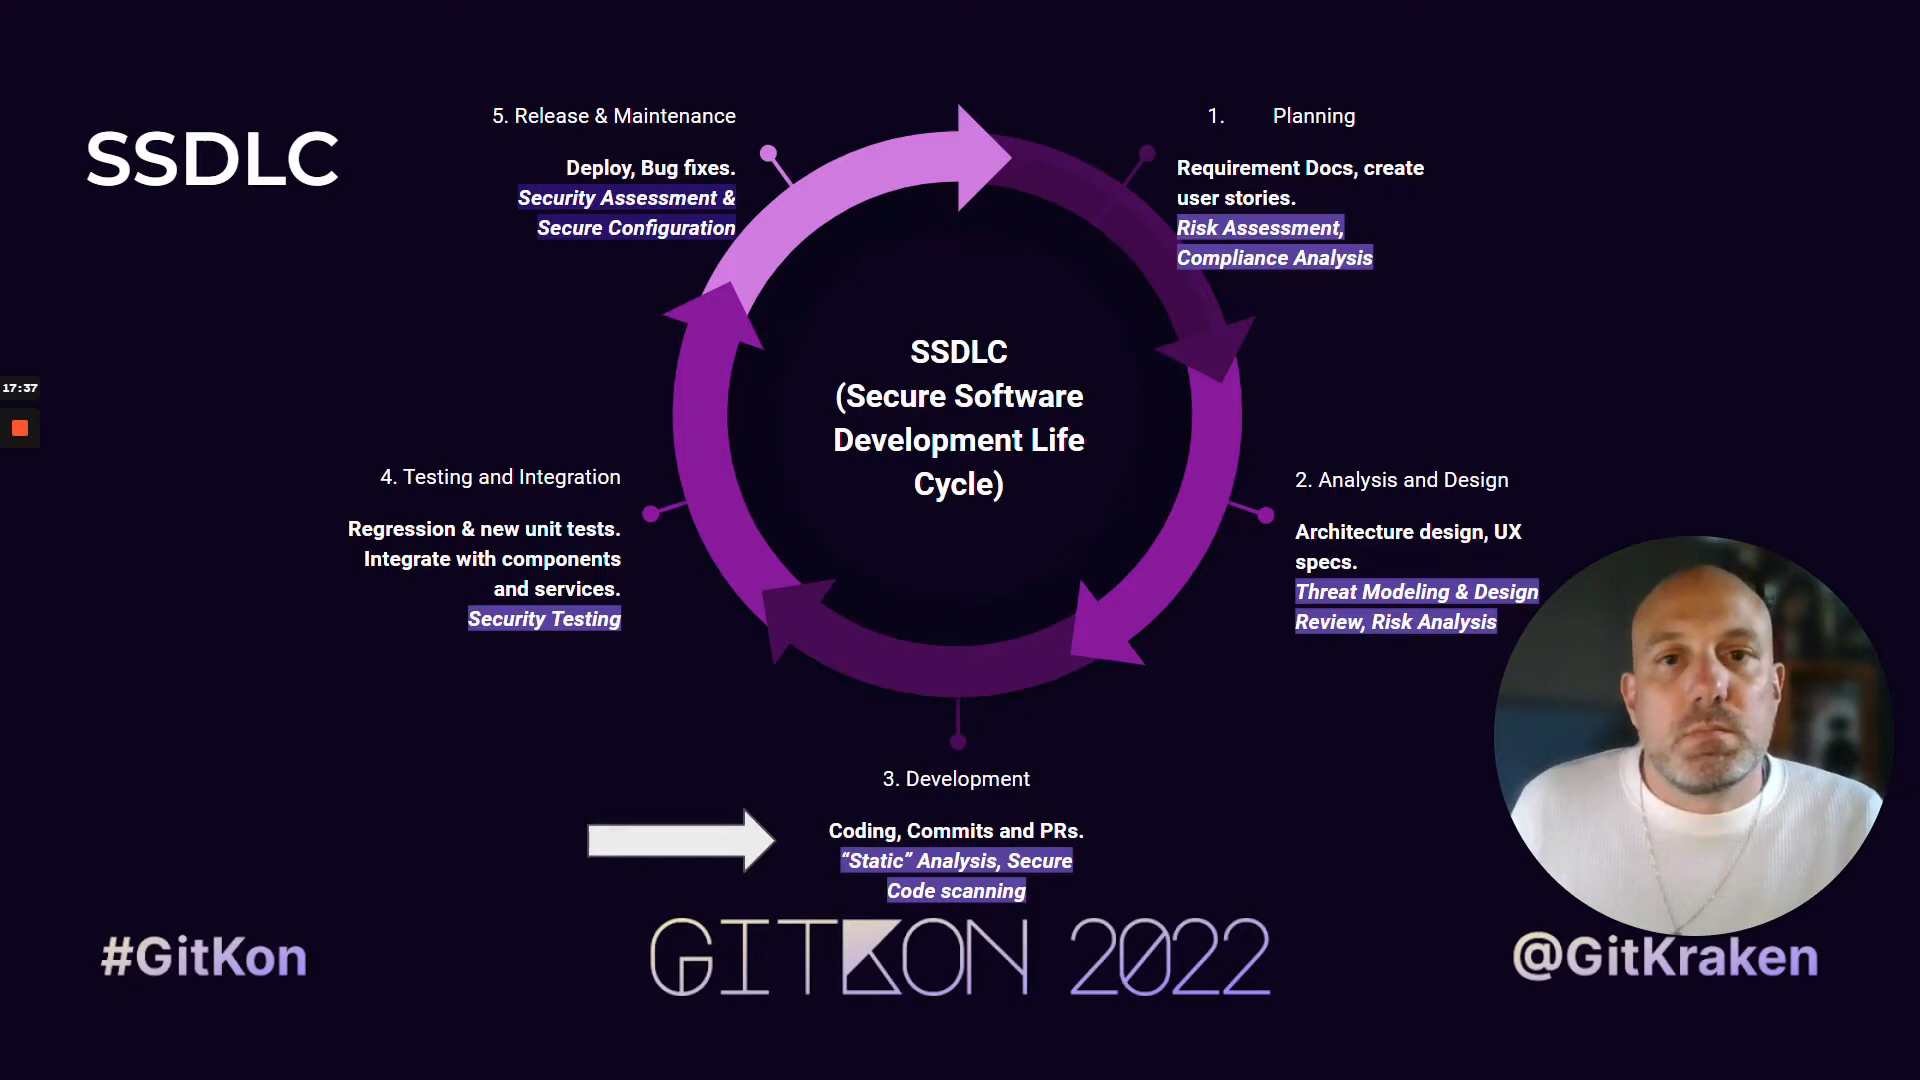 SSDLC
5. Release & Maintenance
Deploy, Bug fixes.
Security Assessment &
Secure Configuration
1. Planning
Requirement Docs, create
user stories.
Risk Assessment,
Compliance Analysis
SSDLC
(Secure Software
Development Life
Cycle)
17:37
4. Testing and Integration
Regression & new unit tests.
Integrate with components
and services.
Security Testing
2. Analysis and Design
Architecture design, UX
specs.
Threat Modeling & Design
Review, Risk Analysis
3. Development
Coding, Commits and PRs.
“Static” Analysis, Secure
Code scanning
#GitKon
GITKON 2022
@GitKraken